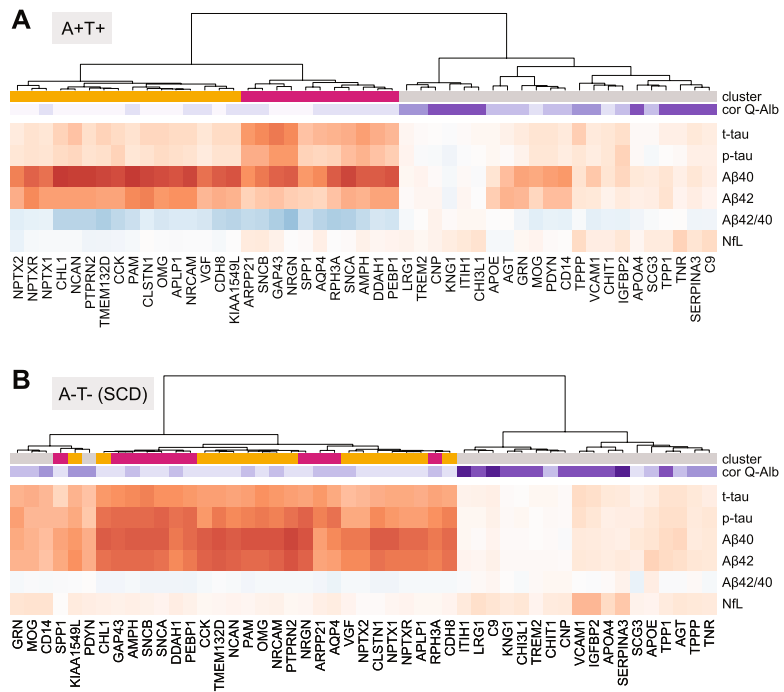 A
A+T+
cluster
cor Q-Alb
t-tau
p-tau
Aβ40
Aβ42
Aβ42/40
NfL
NPTX2
NPTXR
NPTX1
CHL1
NCAN
PTPRN2
TMEM132D
CCK
PAM
CLSTN1
OMG
APLP1
NRCAM
VGF
CDH8
KIAA1549L
ARPP21
SNCB
GAP43
NRGN
SPP1
AQP4
RPH3A
SNCA
AMPH
DDAH1
PEBP1
LRG1
TREM2
CNP
KNG1
ITIH1
CHI3L1
APOE
AGT
GRN
MOG
PDYN
CD14
TPPP
VCAM1
CHIT1
IGFBP2
APOA4
SCG3
TPP1
TNR
SERPINA3
C9
B
A-T- (SCD)
cluster
cor Q-Alb
t-tau
p-tau
Aβ40
Aβ42
Aβ42/40
NfL
GRN
MOG
CD14
SPP1
KIAA1549L
PDYN
CHL1
GAP43
AMPH
SNCB
SNCA
DDAH1
PEBP1
CCK
TMEM132D
NCAN
PAM
OMG
NRCAM
PTPRN2
NRGN
ARPP21
AQP4
VGF
NPTX2
CLSTN1
NPTX1
NPTXR
APLP1
RPH3A
CDH8
ITIH1
LRG1
C9
KNG1
CHI3L1
TREM2
CHIT1
CNP
VCAM1
IGFBP2
APOA4
SERPINA3
SCG3
APOE
TPP1
AGT
TPPP
TNR